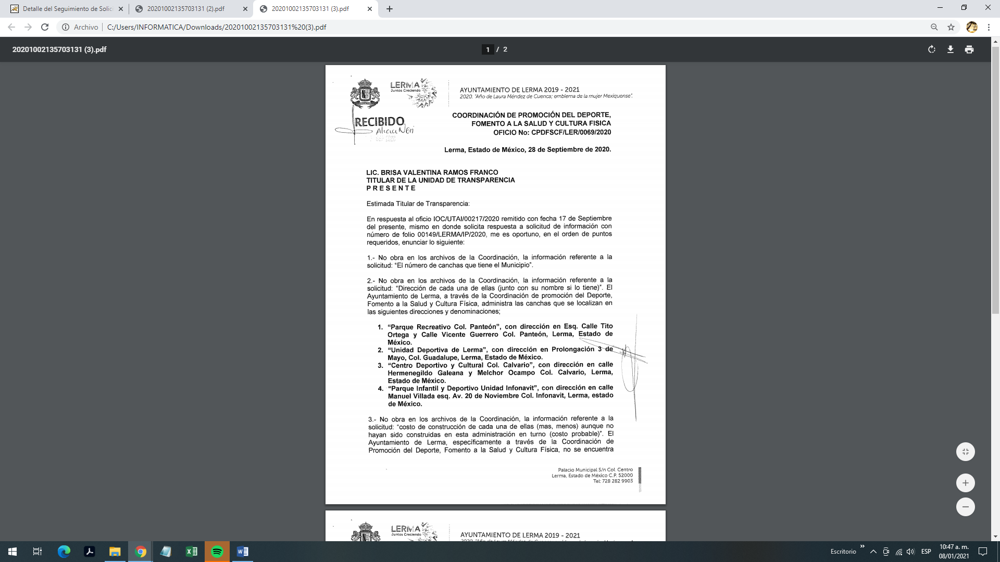 Detalle del Seguimiento de Solici
20201002135703131 (2).pdf
20201002135703131 (3).pdf
Archivo
C:/Users/INFORMATICA/Downloads/20201002135703131%20(3).pdf
20201002135703131 (3).pdf
1 / 2
LERMA
Juntos Creciendo
AYUNTAMIENTO DE LERMA 2019 - 2021
2020. "Año de Laura Méndez de Cuenca; emblema de la mujer Mexiquense".
RECIBIDO
COORDINACIÓN DE PROMOCIÓN DEL DEPORTE,
FOMENTO A LA SALUD Y CULTURA FISICA
OFICIO No: CPDFSCF/LER/0069/2020
Lerma, Estado de México, 28 de Septiembre de 2020.
LIC. BRISA VALENTINA RAMOS FRANCO
TITULAR DE LA UNIDAD DE TRANSPARENCIA
P R E S E N T E
Estimada Titular de Transparencia:
En respuesta al oficio IOC/UTAI/00217/2020 remitido con fecha 17 de Septiembre
del presente, mismo en donde solicita respuesta a solicitud de información con
número de folio 00149/LERMA/IP/2020, me es oportuno, en el orden de puntos
requeridos, enunciar lo siguiente:
1.- No obra en los archivos de la Coordinación, la información referente a la
solicitud: "El número de canchas que tiene el Municipio".
2.- No obra en los archivos de la Coordinación, la información referente a la
solicitud: "Dirección de cada una de ellas (junto con su nombre si lo tiene)". El
Ayuntamiento de Lerma, a través de la Coordinación de promoción del Deporte,
Fomento a la Salud y Cultura Física, administra las canchas que se localizan en
las siguientes direcciones y denominaciones;
1. "Parque Recreativo Col. Panteón", con dirección en Esq. Calle Tito
Ortega y Calle Vicente Guerrero Col. Panteón, Lerma, Estado de
México.
2. "Unidad Deportiva de Lerma", con dirección en Prolongación 3 de
Mayo, Col. Guadalupe, Lerma, Estado de México.
3. "Centro Deportivo y Cultural Col. Calvario", con dirección en calle
Hermenegildo Galeana y Melchor Ocampo Col. Calvario, Lerma,
Estado de México.
4. "Parque Infantil y Deportivo Unidad Infonavit", con dirección en calle
Manuel Villada esq. Av. 20 de Noviembre Col. Infonavit, Lerma, estado
de México.
3.- No obra en los archivos de la Coordinación, la información referente a la
solicitud: "costo de construcción de cada una de ellas (mas, menos) aunque no
hayan sido construidas en esta administración en turno (costo probable)". El
Ayuntamiento de Lerma, específicamente a través de la Coordinación de
Promoción del Deporte, Fomento a la Salud y Cultura Física, no se encuentra
Palacio Municipal S/n Col. Centro
Lerma, Estado de México C.P. 52000
Tel: 728 282 9903
LERMA
Juntos Creciendo
AYUNTAMIENTO DE LERMA 2019 - 2021
Escritorio
ESP
10:47 a. m.
08/01/2021